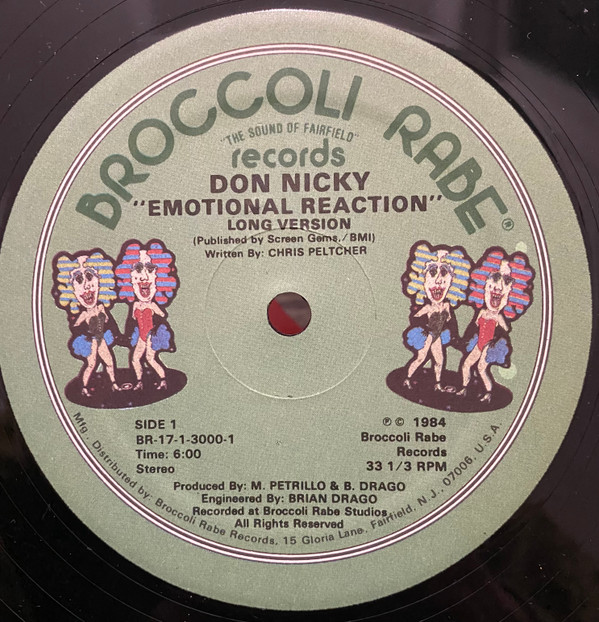 BROCCOLI RABE®
"THE SOUND OF FAIRFIELD"
records
DON NICKY
"EMOTIONAL REACTION"
LONG VERSION
(Published by Screen Gems./BMI)
Written By: CHRIS PELTCHER
SIDE 1
BR-17-1-3000-1
Time: 6:00
Stereo
℗ © 1984
Broccoli Rabe
Records
33 1/3 RPM
Produced By: M. PETRILLO & B. DRAGO
Engineered By: BRIAN DRAGO
Recorded at Broccoli Rabe Studios
All Rights Reserved
Mfg. Distributed by: Broccoli Rabe Records, 15 Gloria Lane, Fairfield, N.J., 07006, U.S.A.